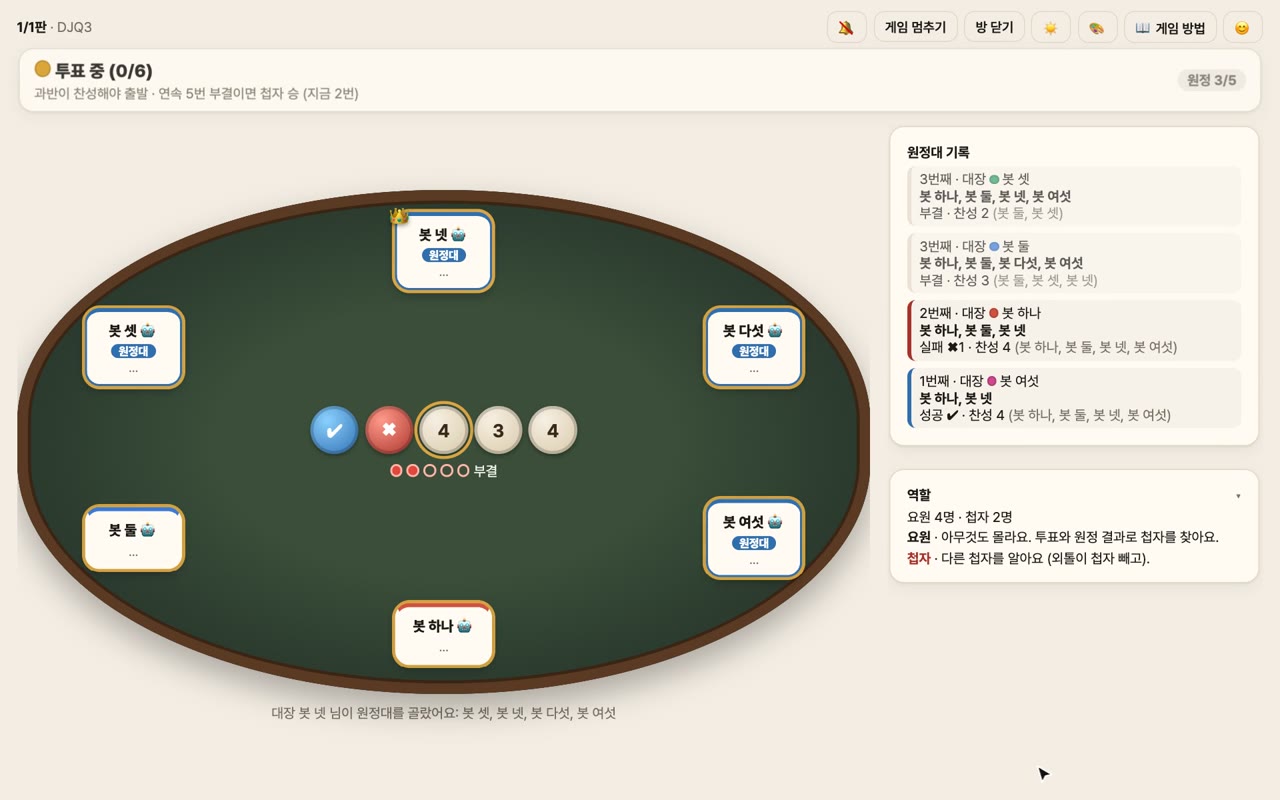 1/1판 · DJQ3
게임 멈추기
방 닫기
게임 방법
투표 중 (0/6)
과반이 찬성해야 출발 · 연속 5번 부결이면 첩자 승 (지금 2번)
원정 3/5
봇 넷
원정대
...
봇 셋
원정대
...
봇 다섯
원정대
...
✔ ✖ 4 3 4
부결
봇 둘
...
봇 여섯
원정대
...
봇 하나
...
대장 봇 넷 님이 원정대를 골랐어요: 봇 셋, 봇 넷, 봇 다섯, 봇 여섯
원정대 기록
3번째 · 대장 봇 셋
봇 하나, 봇 둘, 봇 넷, 봇 여섯
부결 · 찬성 2 (봇 둘, 봇 셋)
3번째 · 대장 봇 둘
봇 하나, 봇 둘, 봇 다섯, 봇 여섯
부결 · 찬성 3 (봇 둘, 봇 셋, 봇 넷)
2번째 · 대장 봇 하나
봇 하나, 봇 둘, 봇 넷
실패 ✖1 · 찬성 4 (봇 하나, 봇 둘, 봇 넷, 봇 여섯)
1번째 · 대장 봇 여섯
봇 하나, 봇 넷
성공 ✔ · 찬성 4 (봇 하나, 봇 둘, 봇 넷, 봇 여섯)
역할
요원 4명 · 첩자 2명
요원 · 아무것도 몰라요. 투표와 원정 결과로 첩자를 찾아요.
첩자 · 다른 첩자를 알아요 (외톨이 첩자 빼고).